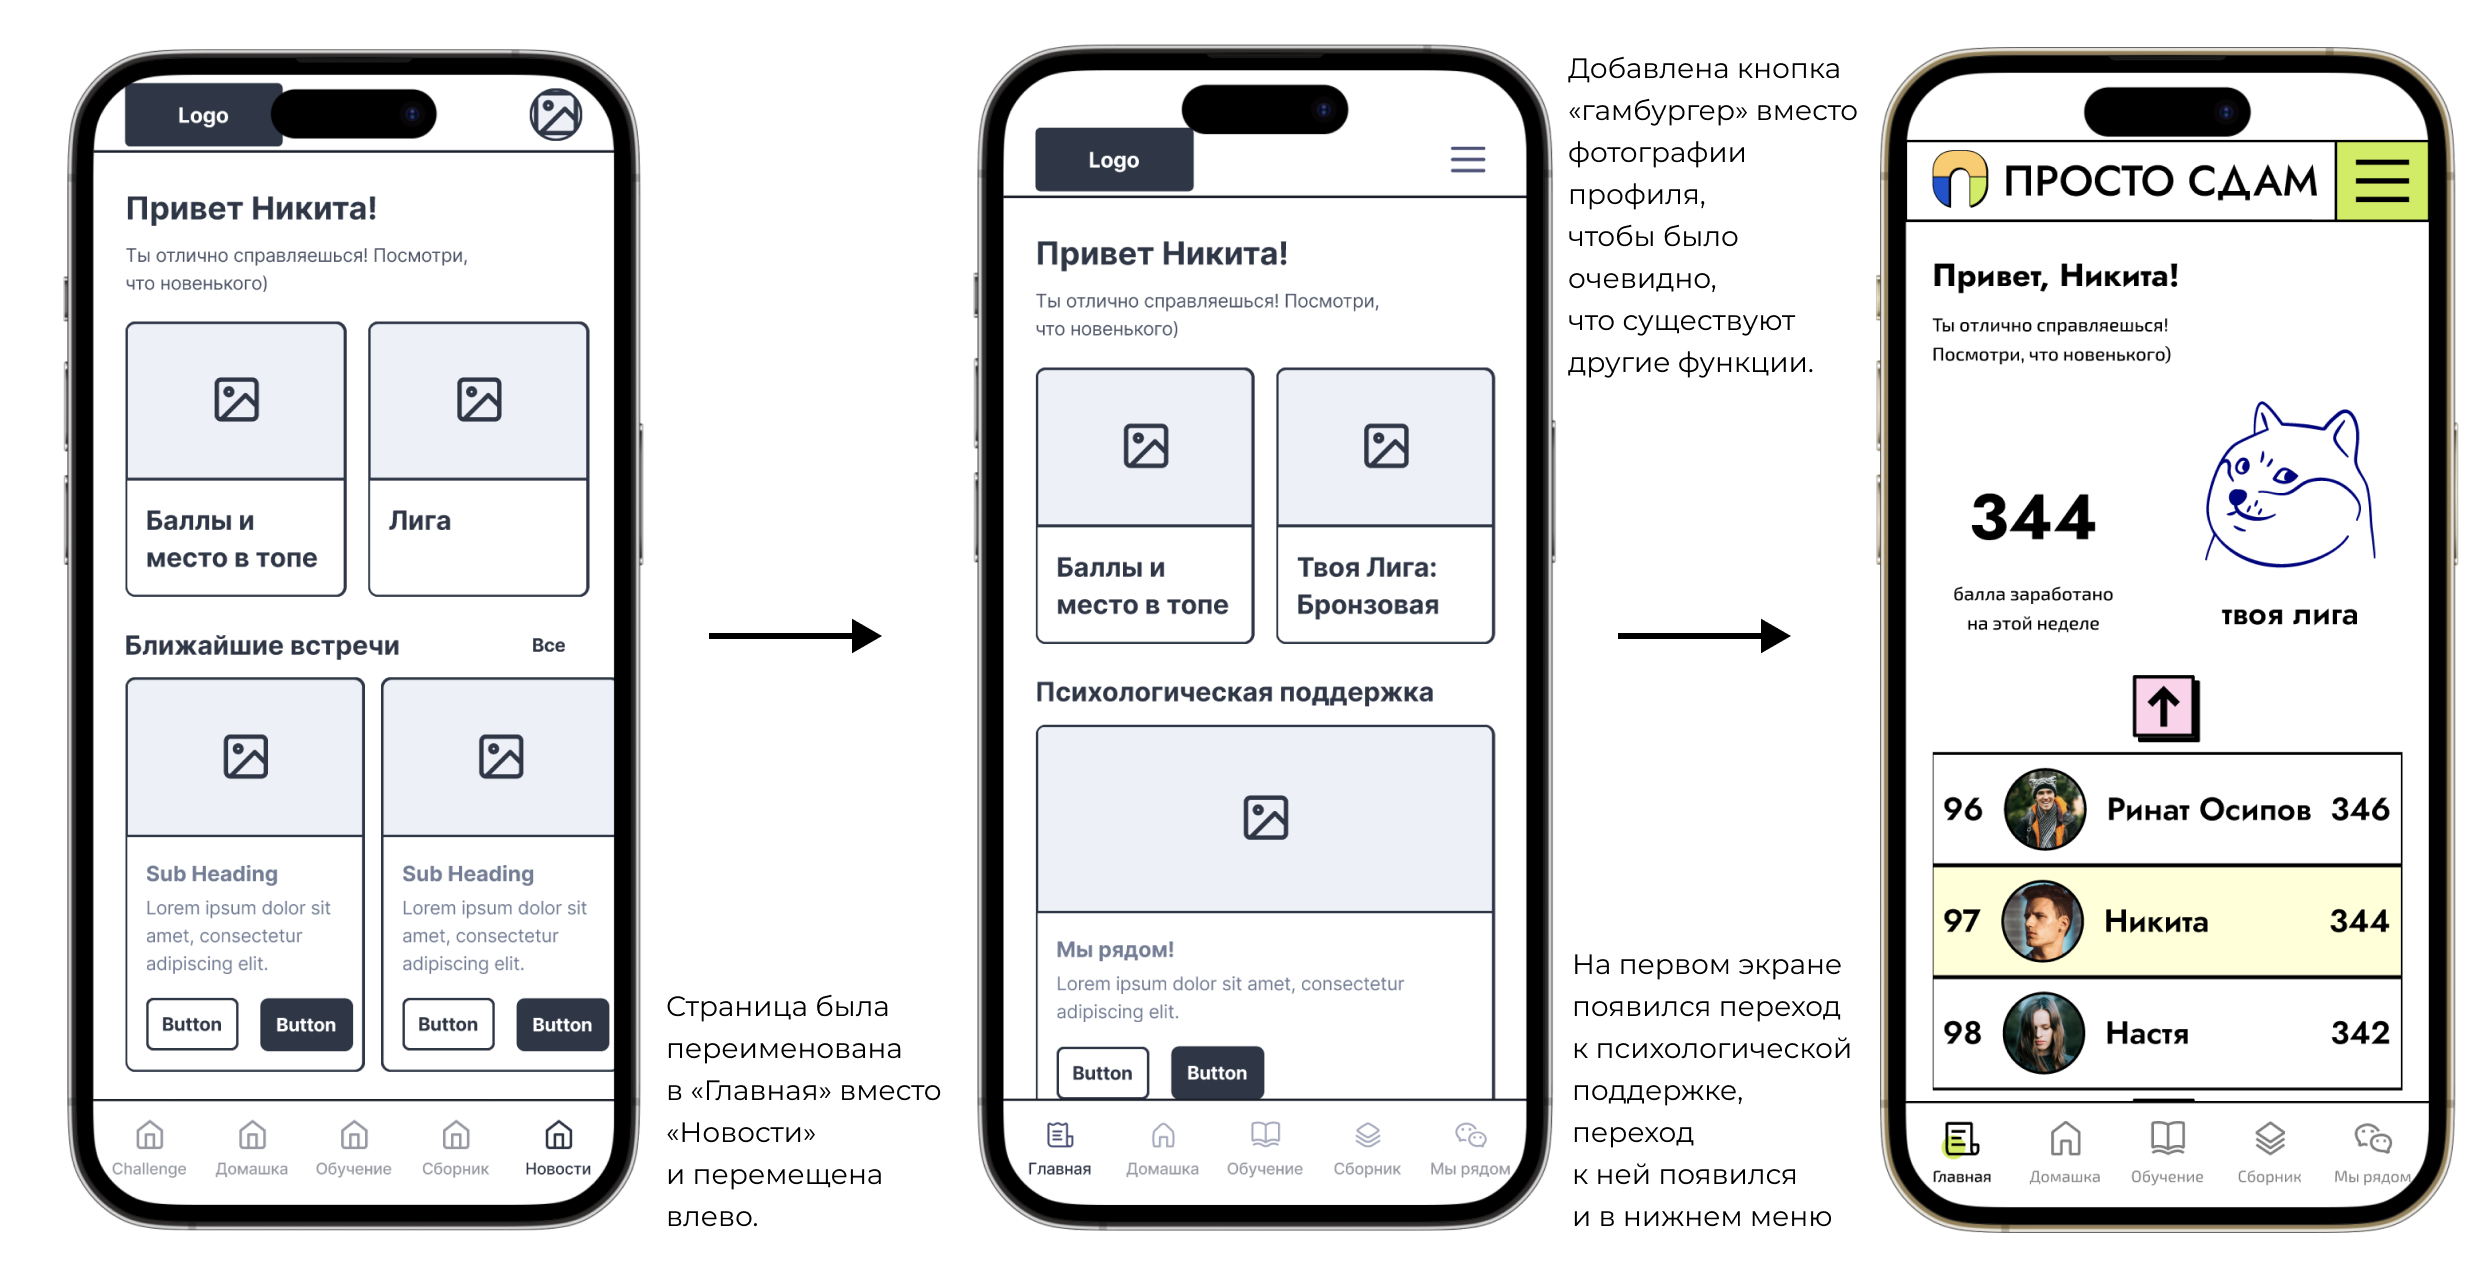 Logo
Привет Никита!
Ты отлично справляешься! Посмотри,
что новенького)
Баллы и
место в топе
Лига
Ближайшие встречи
Все
Sub Heading
Lorem ipsum dolor sit
amet, consectetur
adipiscing elit.
Button
Button
Sub Heading
Lorem ipsum dolor sit
amet, consectetur
adipiscing elit.
Button
Button
Challenge
Домашка
Обучение
Сборник
Новости
Страница была
переименована
в «Главная» вместо
«Новости»
и перемещена
влево.
Logo
Привет Никита!
Ты отлично справляешься! Посмотри,
что новенького)
Баллы и
место в топе
Твоя Лига:
Бронзовая
Психологическая поддержка
Мы рядом!
Lorem ipsum dolor sit amet, consectetur
adipiscing elit.
Button
Button
Главная
Домашка
Обучение
Сборник
Мы рядом
Добавлена кнопка
«гамбургер» вместо
фотографии
профиля,
чтобы было
очевидно,
что существуют
другие функции.
На первом экране
появился переход
к психологической
поддержке,
переход
к ней появился
и в нижнем меню
ПРОСТО СДАМ
Привет, Никита!
Ты отлично справляешься!
Посмотри, что новенького)
344
балла заработано
на этой неделе
твоя лига
96 Ринат Осипов 346
97 Никита 344
98 Настя 342
Главная
Домашка
Обучение
Сборник
Мы рядом